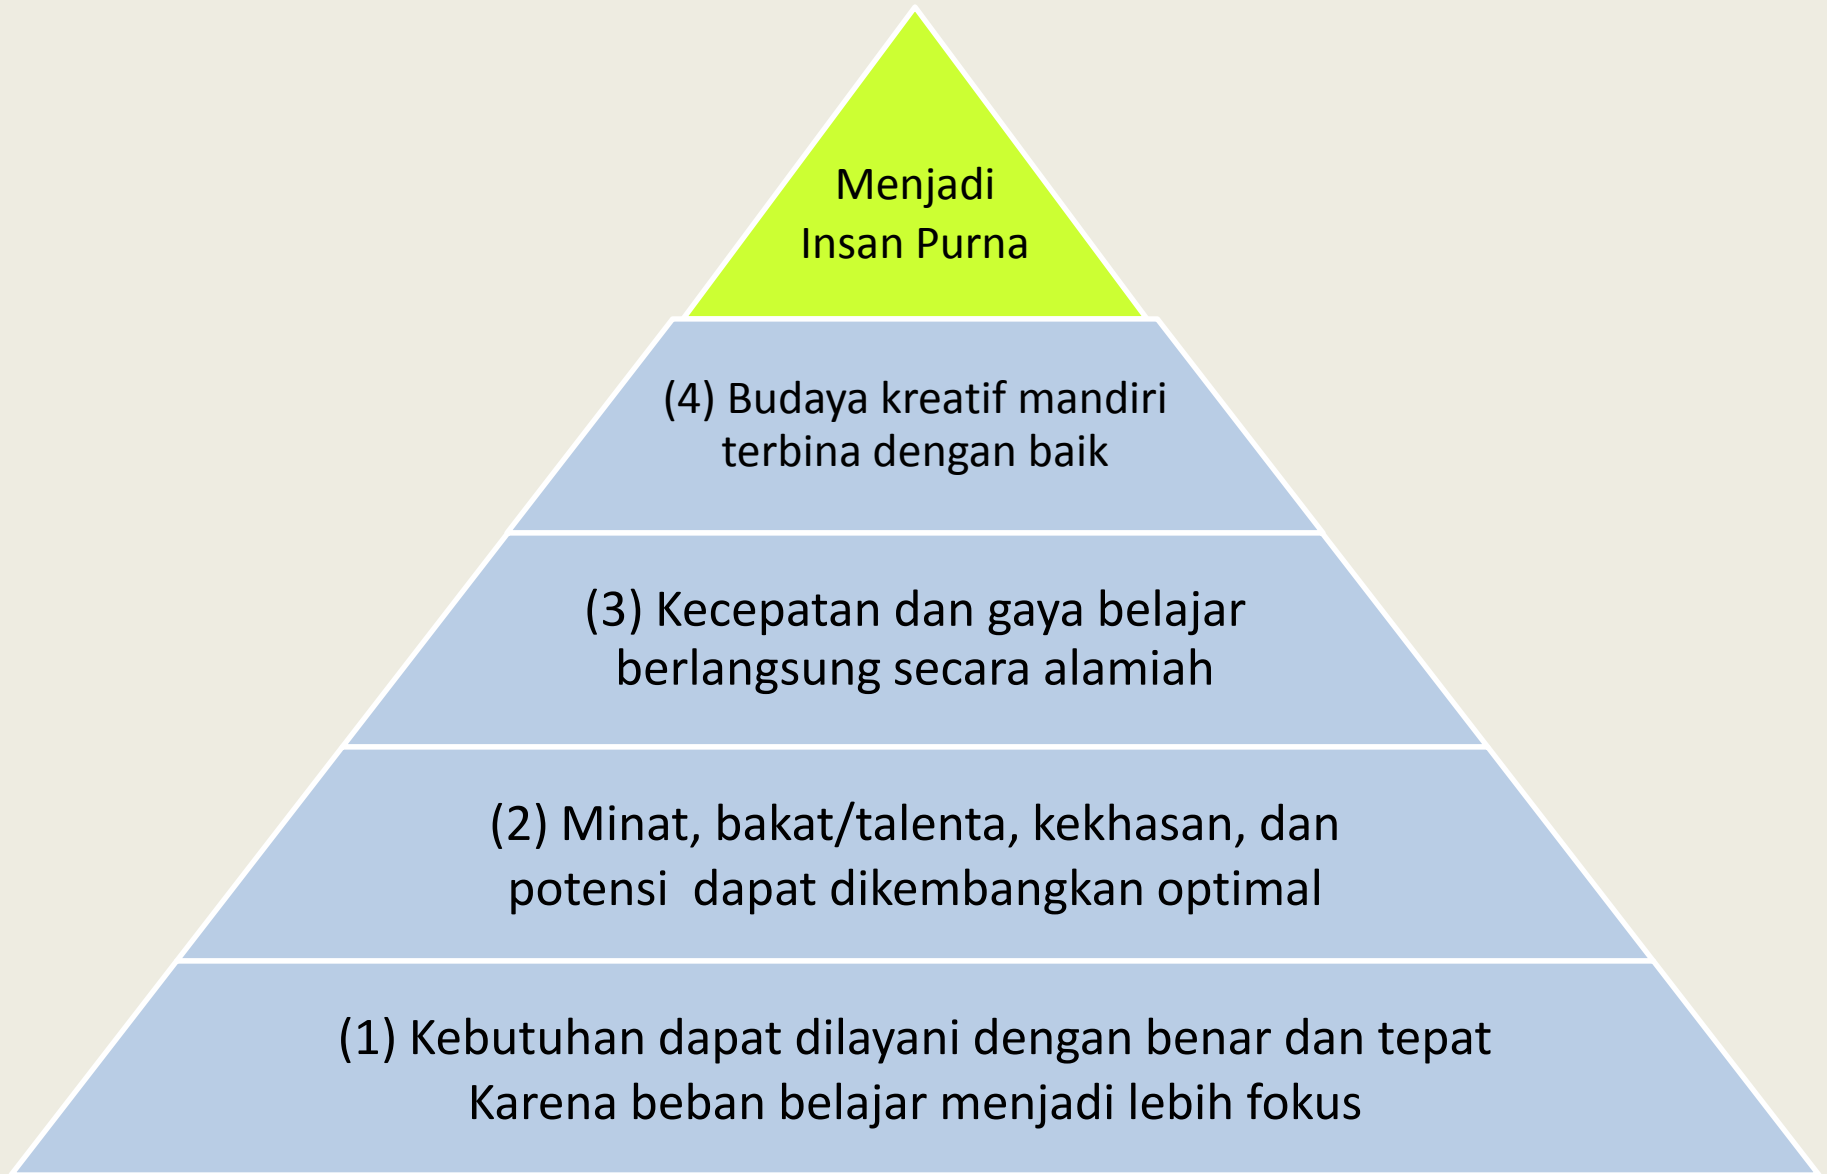 Menjadi
Insan Purna
(4) Budaya kreatif mandiri
terbina dengan baik
(3) Kecepatan dan gaya belajar
berlangsung secara alamiah
(2) Minat, bakat/talenta, kekhasan, dan
potensi  dapat dikembangkan optimal
(1) Kebutuhan dapat dilayani dengan benar dan tepat
Karena beban belajar menjadi lebih fokus